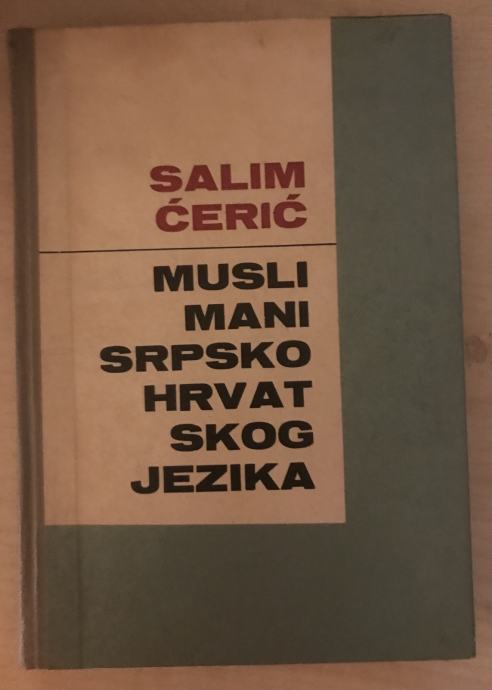 SALIM
ĆERIĆ
MUSLI
MANI
SRPSKO
HRVAT
SKOG
JEZIKA